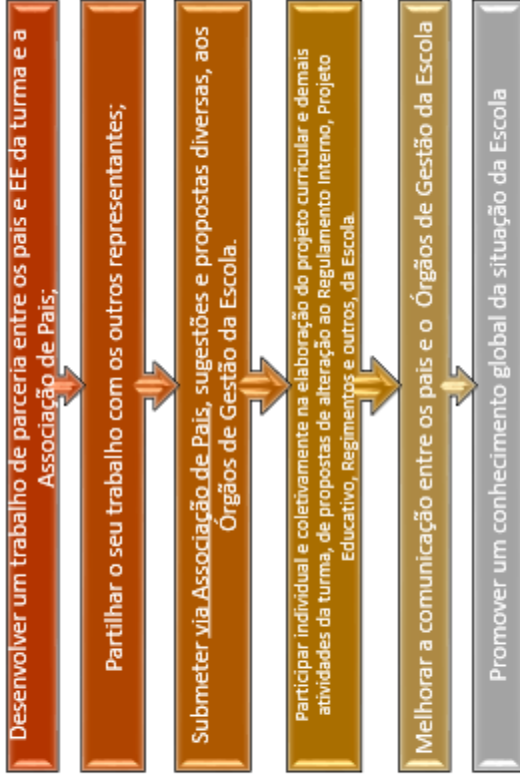 Desenvolver um trabalho de parceria entre os pais e EE da turma e a
Associação de Pais;
Partilhar o seu trabalho com os outros representantes;
Submeter via Associação de Pais, sugestões e propostas diversas, aos
Órgãos de Gestão da Escola.
Participar individual e coletivamente na elaboração do projeto curricular e demais
atividades da turma, de propostas de alteração ao Regulamento Interno, Projeto
Educativo, Regimentos e outros, da Escola.
Melhorar a comunicação entre os pais e o Órgãos de Gestão da Escola
Promover um conhecimento global da situação da Escola